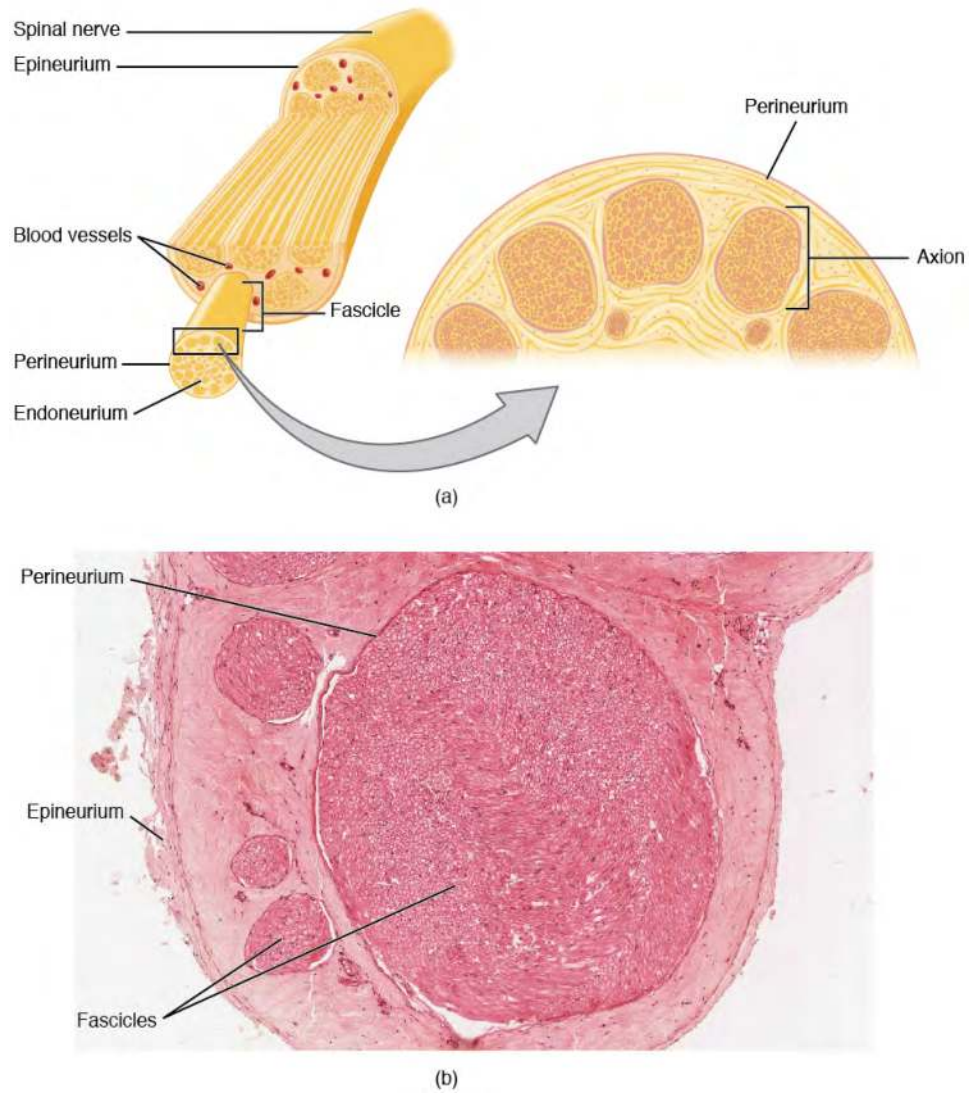 Spinal nerve
Epineurium
Perineurium
Blood vessels
Axion
Fascicle
Perineurium
Endoneurium
(a)
Perineurium
Epineurium
Fascicles
(b)